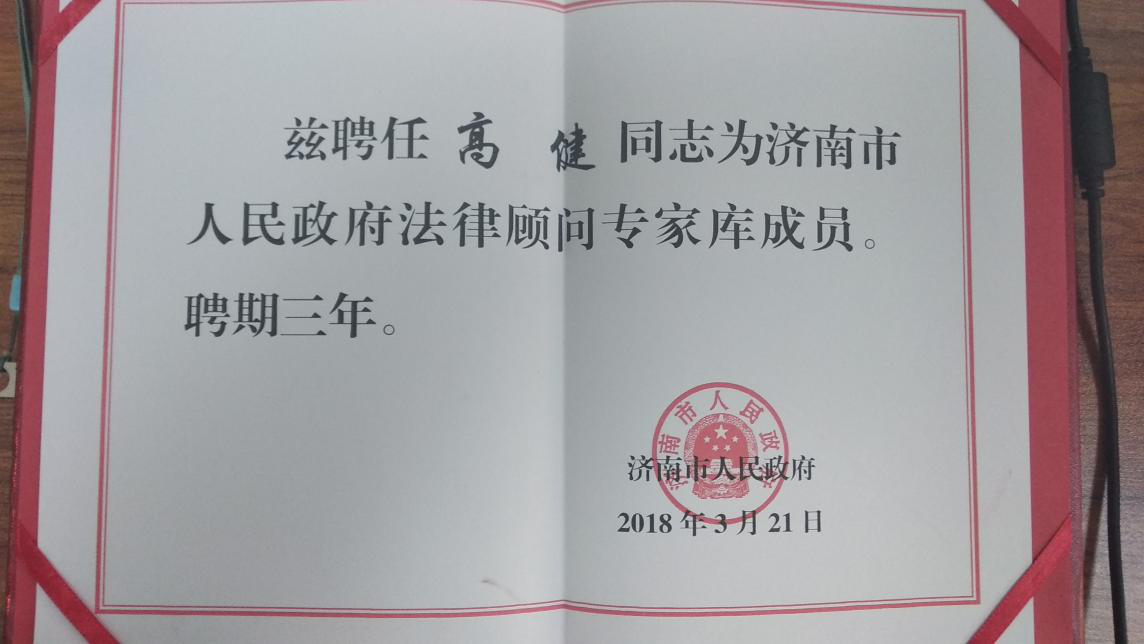 兹聘任 高 健 同志为济南市
人民政府法律顾问专家库成员。
聘期三年。
济南市人民政府
济南市人民政府
2018 年 3 月 21 日